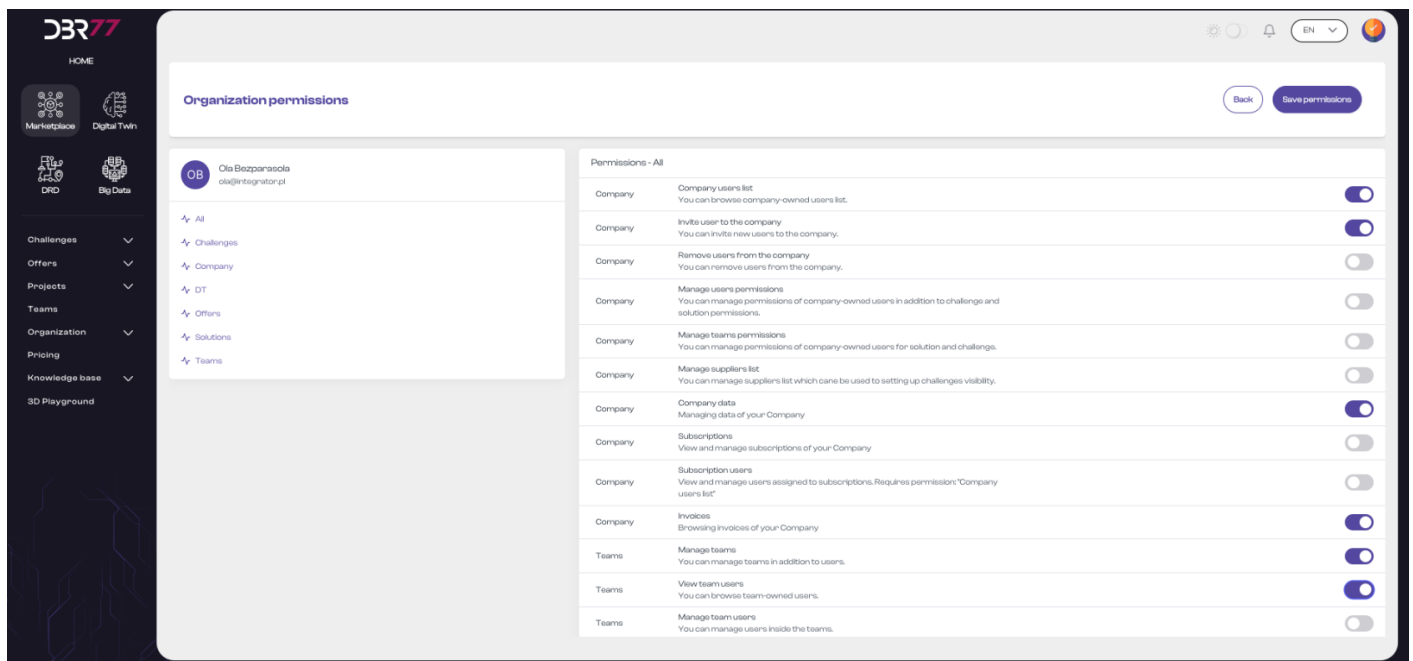 DBR77
HOME
Marketplace
Digital Twin
DRD
Big Data
Challenges
Offers
Projects
Teams
Organization
Pricing
Knowledge base
3D Playground
EN
Organization permissions
Back
Save permissions
OB
Ola Bezparasola
ola@integrator.pl
All
Challenges
Company
DT
Offers
Solutions
Teams
Permissions - All
Company
Company users list
You can browse company-owned users list.
Company
Invite user to the company
You can invite new users to the company.
Company
Remove users from the company
You can remove users from the company.
Company
Manage users permissions
You can manage permissions of company-owned users in addition to challenge and
solution permissions.
Company
Manage teams permissions
You can manage permissions of company-owned users for solution and challenge.
Company
Manage suppliers list
You can manage suppliers list which cane be used to setting up challenges visibility.
Company
Company data
Managing data of your Company
Company
Subscriptions
View and manage subscriptions of your Company
Company
Subscription users
View and manage users assigned to subscriptions. Requires permission: "Company
users list"
Company
Invoices
Browsing invoices of your Company
Teams
Manage teams
You can manage teams in addition to users.
Teams
View team users
You can browse team-owned users.
Teams
Manage team users
You can manage users inside the teams.